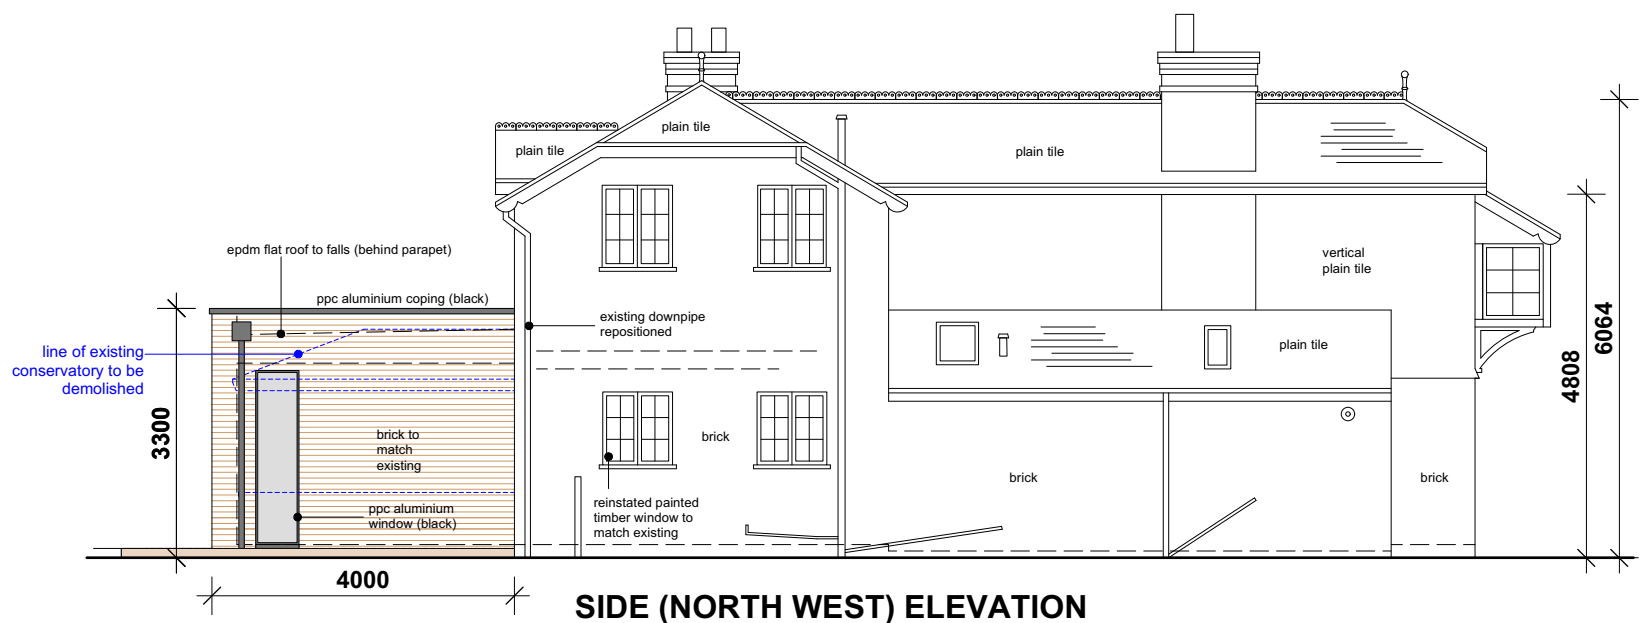 plain tile
plain tile
plain tile
epdm flat roof to falls (behind parapet)
vertical
plain tile
ppc aluminium coping (black)
existing downpipe
repositioned
line of existing
conservatory to be
demolished
plain tile
6064
4808
3300
brick to
match
existing
brick
brick
brick
ppc aluminium
window (black)
reinstated painted
timber window to
match existing
4000
SIDE (NORTH WEST) ELEVATION